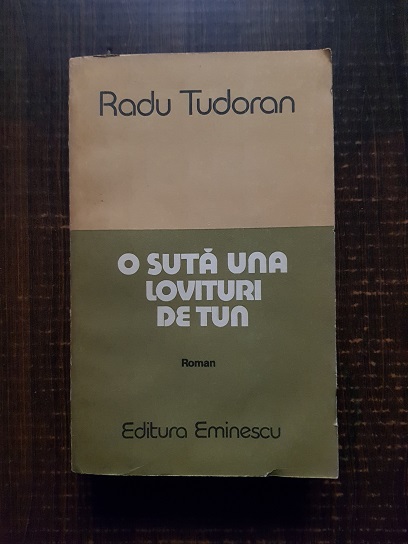 Radu Tudoran
O SUTĂ UNA
LOVITURI
DE TUN
Roman
Editura Eminescu